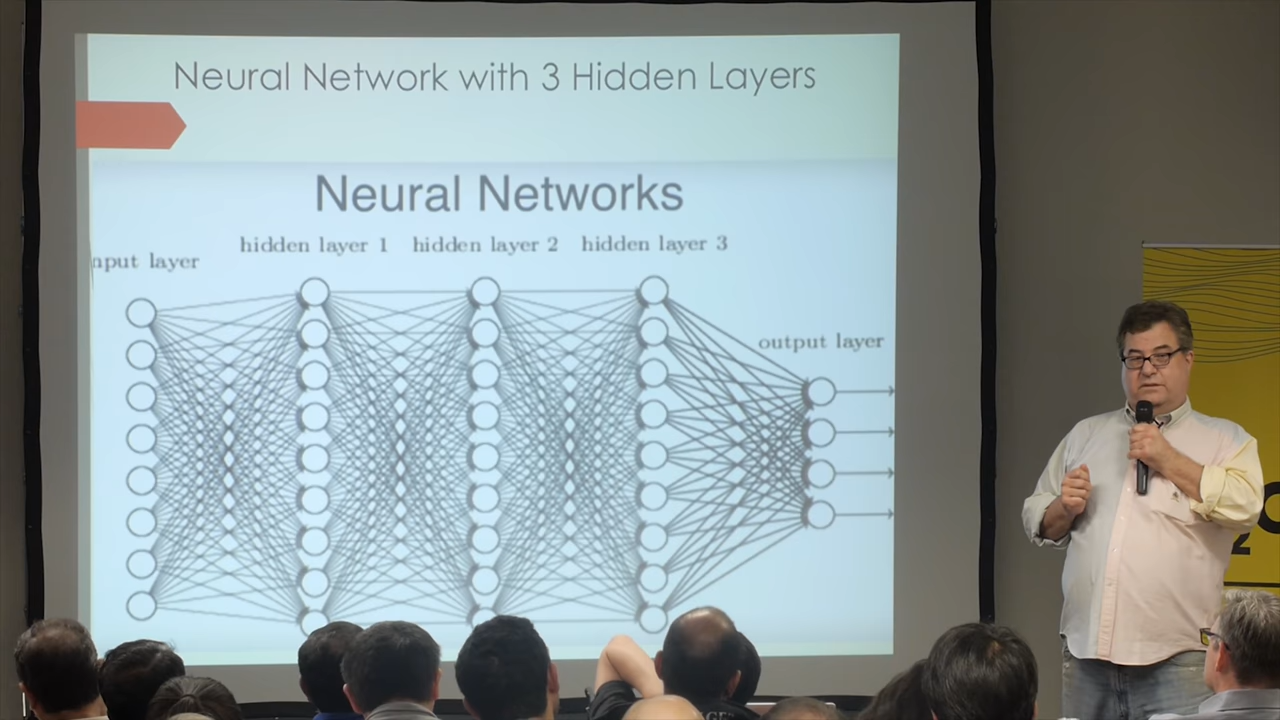 Neural Network with 3 Hidden Layers
Neural Networks
hidden layer 1 hidden layer 2 hidden layer 3
nput layer
output layer
2